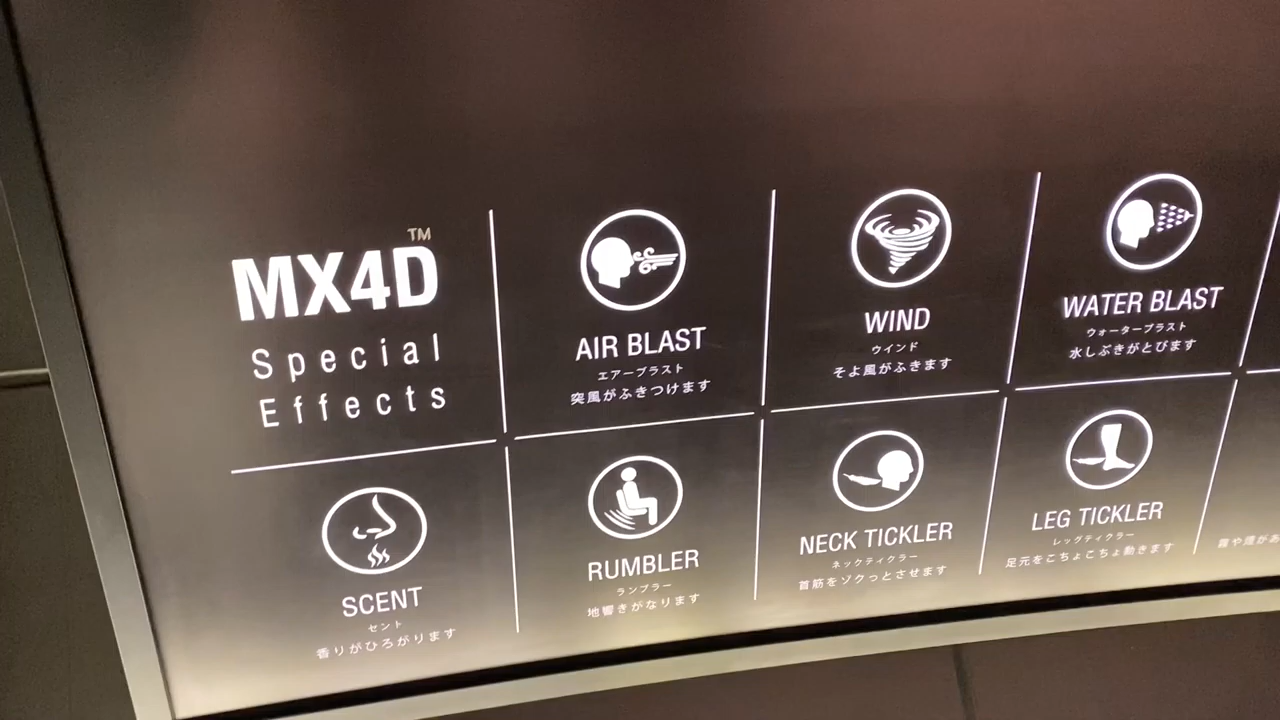 MX4D™
Special
Effects
AIR BLAST
エアーブラスト
突風がふきつけます
WIND
ウインド
そよ風がふきます
WATER BLAST
ウォーターブラスト
水しぶきがとびます
SCENT
セント
香りがひろがります
RUMBLER
ランブラー
地響きがなります
NECK TICKLER
ネックティクラー
首筋をゾクっとさせます
LEG TICKLER
レッグティクラー
足元をこちょこちょ動きます
霧や煙があ